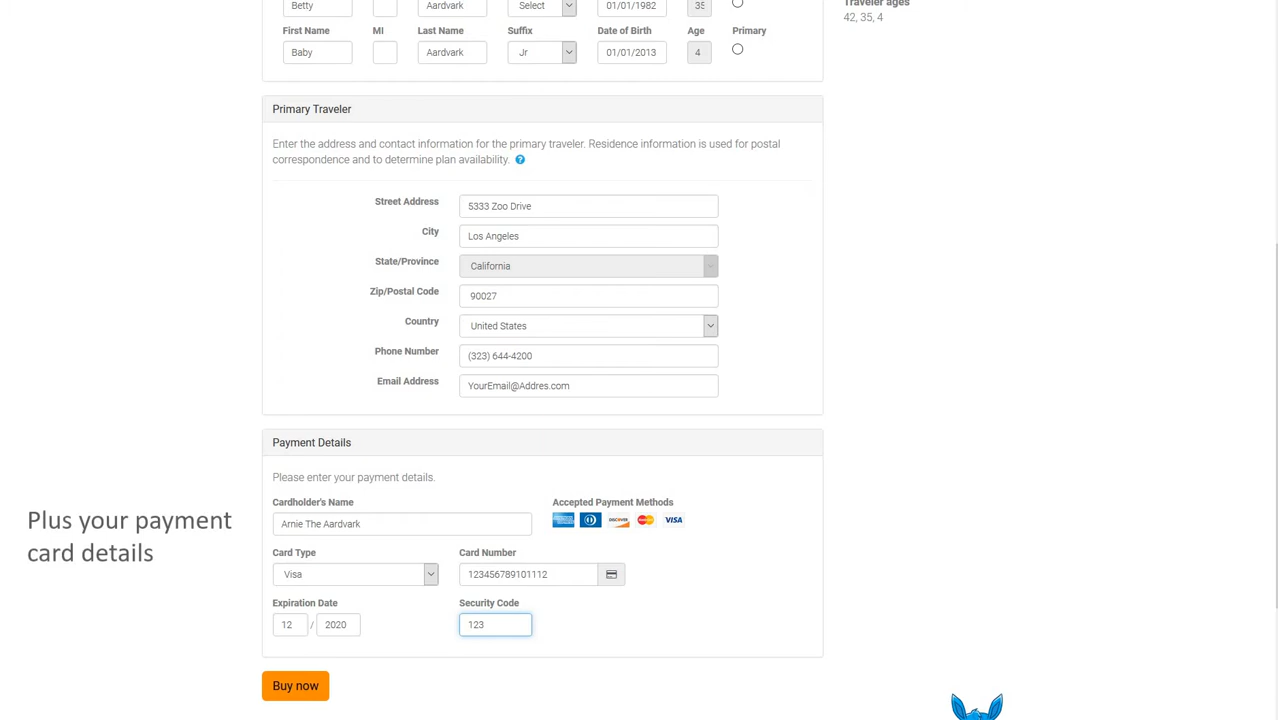 Traveler ages
Betty Aardvark Select 01/01/1982 35
42, 35, 4
First Name MI Last Name Suffix Date of Birth Age Primary
Baby Aardvark Jr 01/01/2013 4
Primary Traveler
Enter the address and contact information for the primary traveler. Residence information is used for postal
correspondence and to determine plan availability. ?
Street Address 5333 Zoo Drive
City Los Angeles
State/Province California
Zip/Postal Code 90027
Country United States
Phone Number (323) 644-4200
Email Address YourEmail@Addres.com
Payment Details
Please enter your payment details.
Cardholder's Name Accepted Payment Methods
Arnie The Aardvark DISCOVER VISA
Plus your payment
card details
Card Type Card Number
Visa 123456789101112
Expiration Date Security Code
12 / 2020 123
Buy now